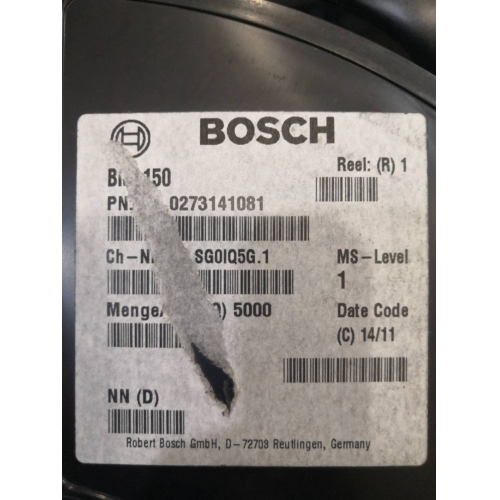 BOSCH
Reel: (R) 1
150
PN. 0273141081
Ch-N SG0IQ5G.1
MS-Level
1
Menge/ Q) 5000
Date Code
(C) 14/11
NN (D)
Robert Bosch GmbH, D-72703 Reutlingen, Germany